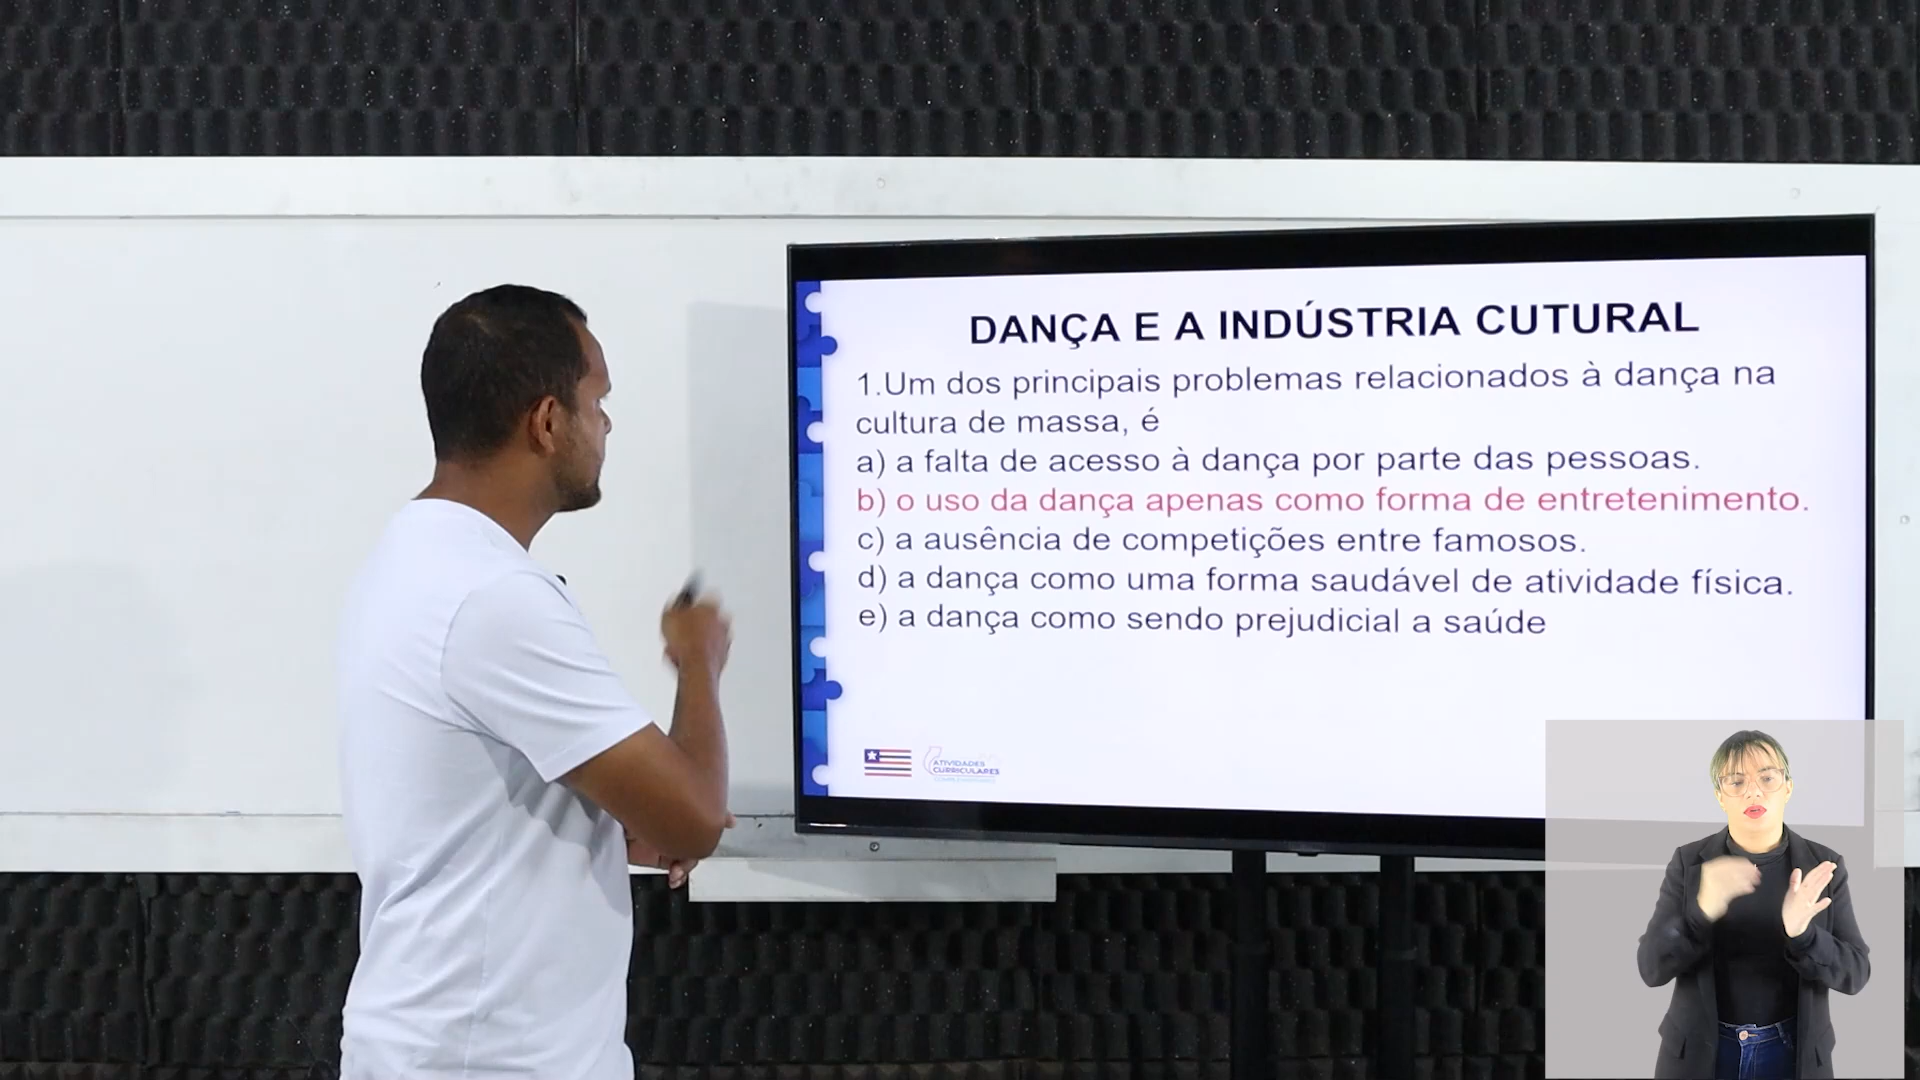 DANÇA E A INDÚSTRIA CUTURAL
1.Um dos principais problemas relacionados à dança na
cultura de massa, é
a) a falta de acesso à dança por parte das pessoas.
b) o uso da dança apenas como forma de entretenimento.
c) a ausência de competições entre famosos.
d) a dança como uma forma saudável de atividade física.
e) a dança como sendo prejudicial a saúde
ATIVIDADES
CURRICULARES